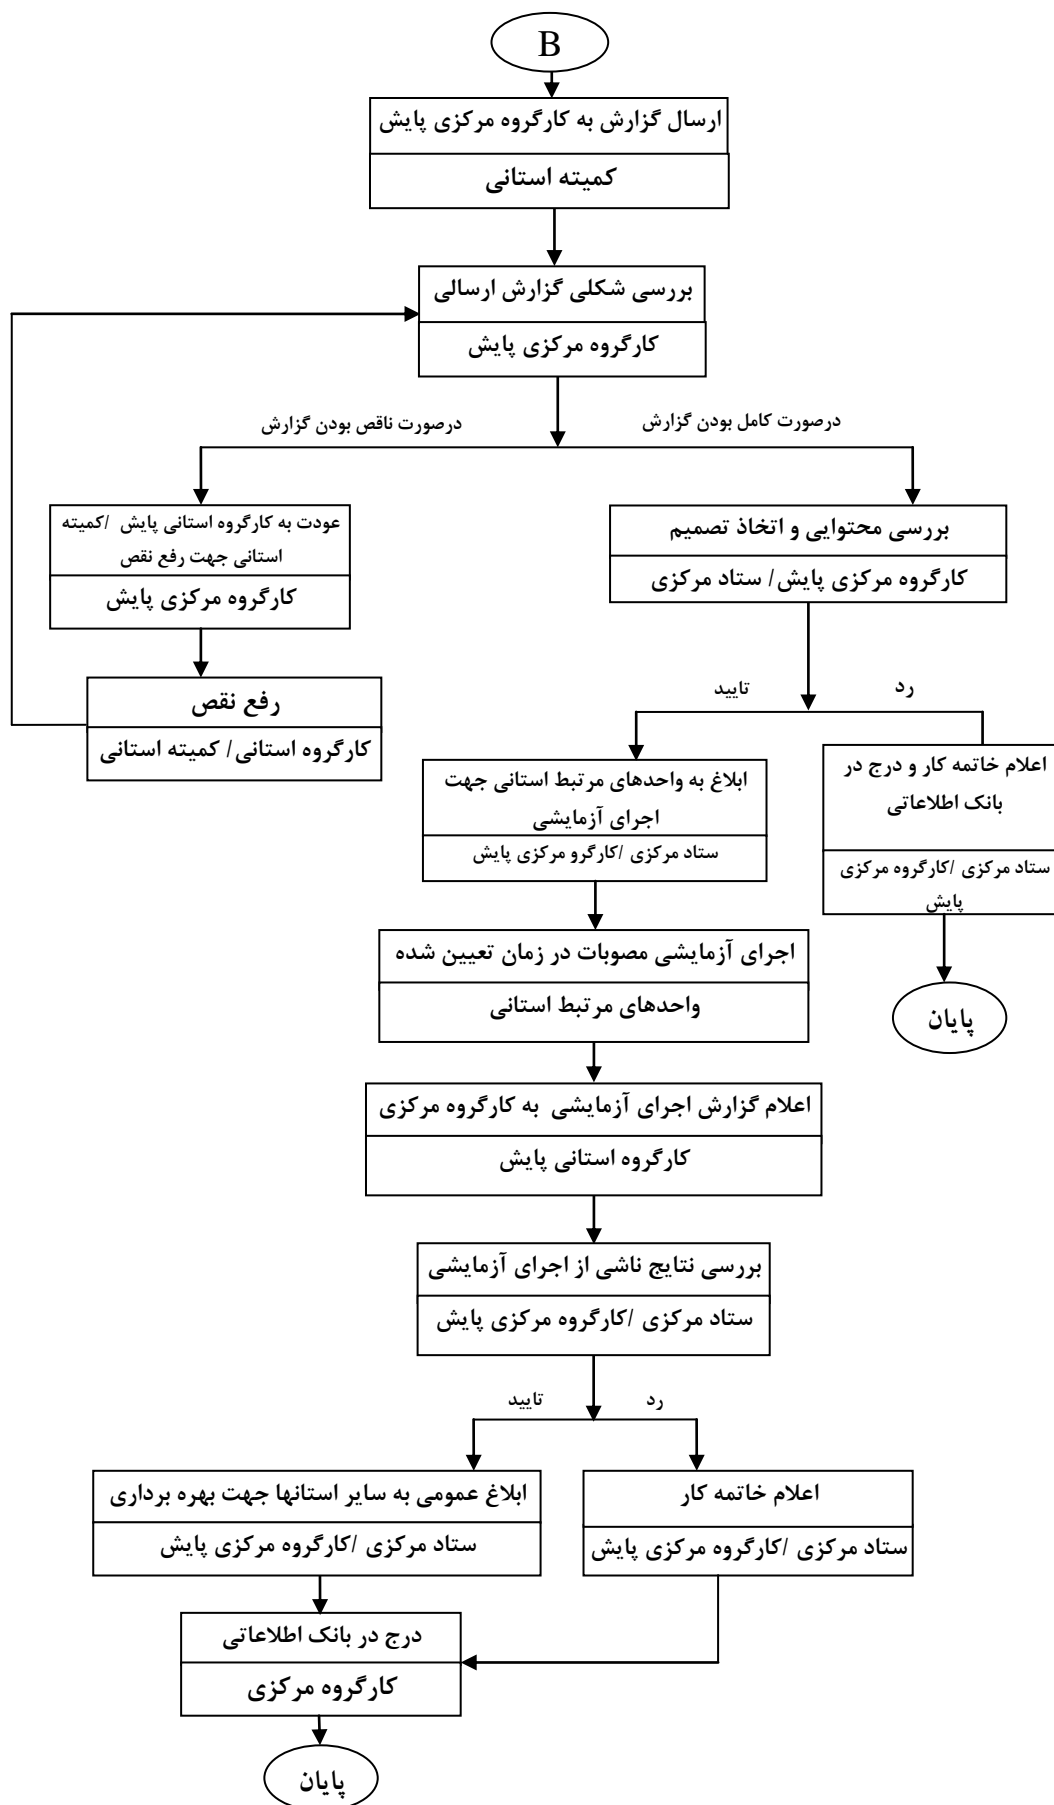 B
ارسال گزارش به کارگروه مرکزی پایش
کمیته استانی
بررسی شکلی گزارش ارسالی
کارگروه مرکزی پایش
درصورت کامل بودن گزارش
درصورت ناقص بودن گزارش
بررسی محتوایی و اتخاذ تصمیم
کارگروه مرکزی پایش/ ستاد مرکزی
عودت به کارگروه استانی پایش /کمیته
استانی جهت رفع نقص
کارگروه مرکزی پایش
رفع نقص
کارگروه استانی/ کمیته استانی
رد
تایید
اعلام خاتمه کار و درج در
بانک اطلاعاتی
ستاد مرکزی /کارگروه مرکزی
پایش
پایان
ابلاغ به واحدهای مرتبط استانی جهت
اجرای آزمایشی
ستاد مرکزی /کارگرو مرکزی پایش
اجرای آزمایشی مصوبات در زمان تعیین شده
واحدهای مرتبط استانی
اعلام گزارش اجرای آزمایشی به کارگروه مرکزی
کارگروه استانی پایش
بررسی نتایج ناشی از اجرای آزمایشی
ستاد مرکزی /کارگروه مرکزی پایش
رد
تایید
اعلام خاتمه کار
ستاد مرکزی /کارگروه مرکزی پایش
ابلاغ عمومی به سایر استانها جهت بهره برداری
ستاد مرکزی /کارگروه مرکزی پایش
درج در بانک اطلاعاتی
کارگروه مرکزی
پایان